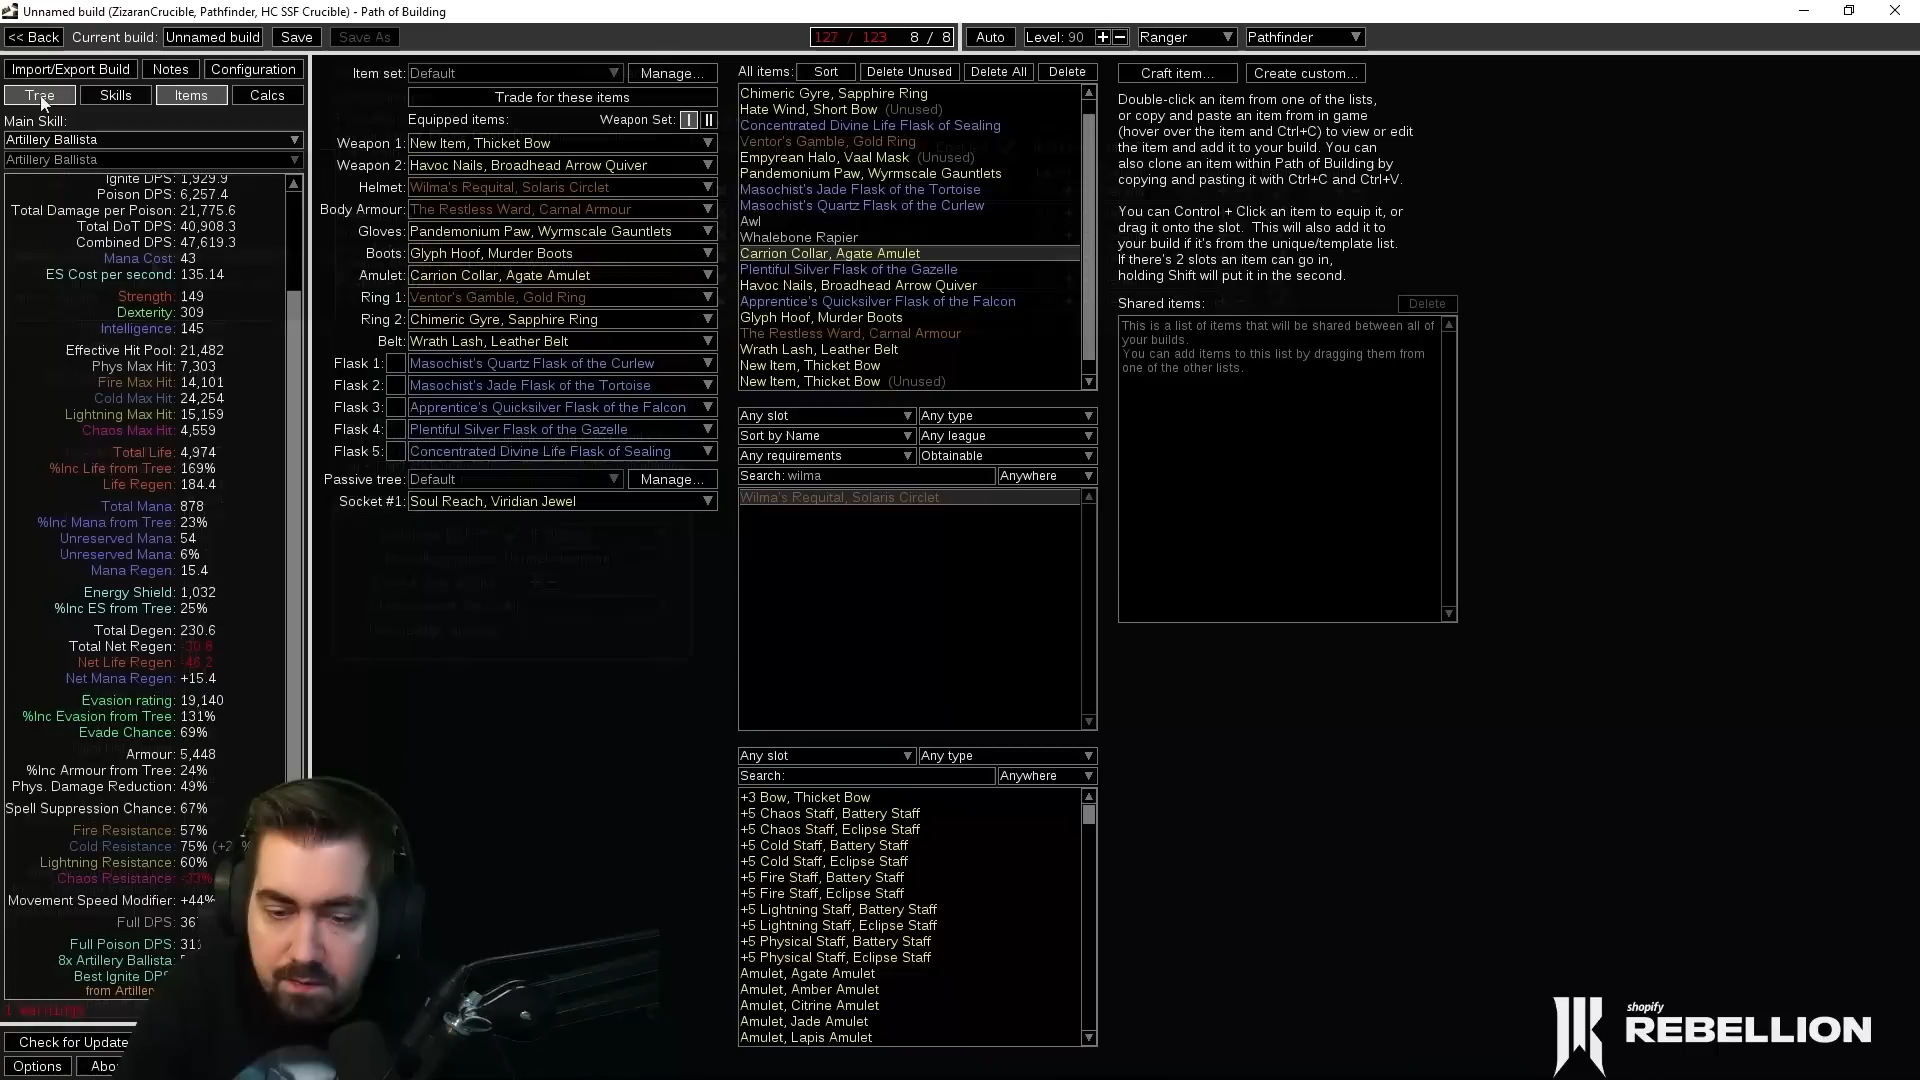 Unnamed build (ZizaranCrucible, Pathfinder, HC SSF Crucible) - Path of Building
<< Back
Current build:
Unnamed build
Save
Save As
127 / 123
8 / 8
Auto
Level: 90
Ranger
Pathfinder
Import/Export Build
Notes
Configuration
Tree
Skills
Items
Calcs
Main Skill:
Artillery Ballista
Artillery Ballista
Ignite DPS: 1,929.9
Poison DPS: 6,257.4
Total Damage per Poison: 21,775.6
Total DoT DPS: 40,908.3
Combined DPS: 47,619.3
Mana Cost: 43
ES Cost per second: 135.14
Strength: 149
Dexterity: 309
Intelligence: 145
Effective Hit Pool: 21,482
Phys Max Hit: 7,303
Fire Max Hit: 14,101
Cold Max Hit: 24,254
Lightning Max Hit: 15,159
Chaos Max Hit: 4,559
Total Life: 4,974
%Inc Life from Tree: 169%
Life Regen: 184.4
Total Mana: 878
%Inc Mana from Tree: 23%
Unreserved Mana: 54
Unreserved Mana: 6%
Mana Regen: 15.4
Energy Shield: 1,032
%Inc ES from Tree: 25%
Total Degen: 230.6
Total Net Regen: -30.8
Net Life Regen: -46.2
Net Mana Regen: +15.4
Evasion rating: 19,140
%Inc Evasion from Tree: 131%
Evade Chance: 69%
Armour: 5,448
%Inc Armour from Tree: 24%
Phys. Damage Reduction: 49%
Spell Suppression Chance: 67%
Fire Resistance: 57%
Cold Resistance: 75% (+2
Lightning Resistance: 60%
Chaos Resistance: -33%
Movement Speed Modifier: +44%
Full DPS: 36
Full Poison DPS: 31
8x Artillery Ballista:
Best Ignite DPS
from Artiller
1 warnings
Check for Update
Options
Abo
Item set: Default
Manage...
Trade for these items
Equipped items:
Weapon Set: I II
Weapon 1: New Item, Thicket Bow
Weapon 2: Havoc Nails, Broadhead Arrow Quiver
Helmet: Wilma's Requital, Solaris Circlet
Body Armour: The Restless Ward, Carnal Armour
Gloves: Pandemonium Paw, Wyrmscale Gauntlets
Boots: Glyph Hoof, Murder Boots
Amulet: Carrion Collar, Agate Amulet
Ring 1: Ventor's Gamble, Gold Ring
Ring 2: Chimeric Gyre, Sapphire Ring
Belt: Wrath Lash, Leather Belt
Flask 1: Masochist's Quartz Flask of the Curlew
Flask 2: Masochist's Jade Flask of the Tortoise
Flask 3: Apprentice's Quicksilver Flask of the Falcon
Flask 4: Plentiful Silver Flask of the Gazelle
Flask 5: Concentrated Divine Life Flask of Sealing
Passive tree: Default
Manage...
Socket #1: Soul Reach, Viridian Jewel
All items:
Sort
Delete Unused
Delete All
Delete
Chimeric Gyre, Sapphire Ring
Hate Wind, Short Bow (Unused)
Concentrated Divine Life Flask of Sealing
Ventor's Gamble, Gold Ring
Empyrean Halo, Vaal Mask (Unused)
Pandemonium Paw, Wyrmscale Gauntlets
Masochist's Jade Flask of the Tortoise
Masochist's Quartz Flask of the Curlew
Awl
Whalebone Rapier
Carrion Collar, Agate Amulet
Plentiful Silver Flask of the Gazelle
Havoc Nails, Broadhead Arrow Quiver
Apprentice's Quicksilver Flask of the Falcon
Glyph Hoof, Murder Boots
The Restless Ward, Carnal Armour
Wrath Lash, Leather Belt
New Item, Thicket Bow
New Item, Thicket Bow (Unused)
Any slot
Any type
Sort by Name
Any league
Any requirements
Obtainable
Search: wilma
Anywhere
Wilma's Requital, Solaris Circlet
Any slot
Any type
Search:
Anywhere
+3 Bow, Thicket Bow
+5 Chaos Staff, Battery Staff
+5 Chaos Staff, Eclipse Staff
+5 Cold Staff, Battery Staff
+5 Cold Staff, Eclipse Staff
+5 Fire Staff, Battery Staff
+5 Fire Staff, Eclipse Staff
+5 Lightning Staff, Battery Staff
+5 Lightning Staff, Eclipse Staff
+5 Physical Staff, Battery Staff
+5 Physical Staff, Eclipse Staff
Amulet, Agate Amulet
Amulet, Amber Amulet
Amulet, Citrine Amulet
Amulet, Jade Amulet
Amulet, Lapis Amulet
Craft item...
Create custom...
Double-click an item from one of the lists,
or copy and paste an item from in game
(hover over the item and Ctrl+C) to view or edit
the item and add it to your build. You can
also clone an item within Path of Building by
copying and pasting it with Ctrl+C and Ctrl+V.
You can Control + Click an item to equip it, or
drag it onto the slot. This will also add it to
your build if it's from the unique/template list.
If there's 2 slots an item can go in,
holding Shift will put it in the second.
Shared items:
Delete
This is a list of items that will be shared between all of
your builds.
You can add items to this list by dragging them from
one of the other lists.
shopify
REBELLION